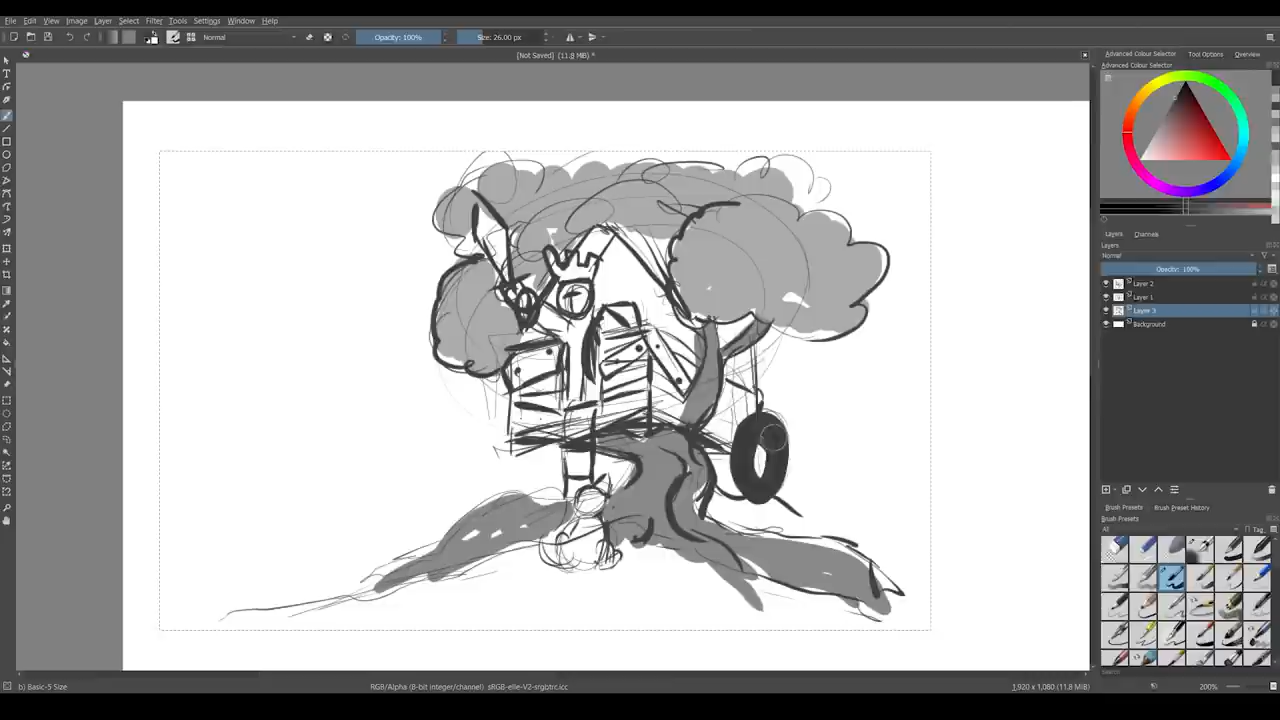 File Edit View Image Layer Select Filter Tools Settings Window Help
Normal Opacity: 100% Size: 26.00 px
[Not Saved] (11.8 MiB) *
Advanced Colour Selector Tool Options Overview
Advanced Colour Selector
Layers Channels
Layers
Normal
Opacity: 100%
Layer 2
Layer 1
Layer 3
Background
Brush Presets Brush Preset History
Brush Presets
All Tag
Search
b) Basic-5 Size RGB/Alpha (8-bit integer/channel) sRGB-elle-V2-srgbtrc.icc 1,920 x 1,080 (11.8 MiB) 200%